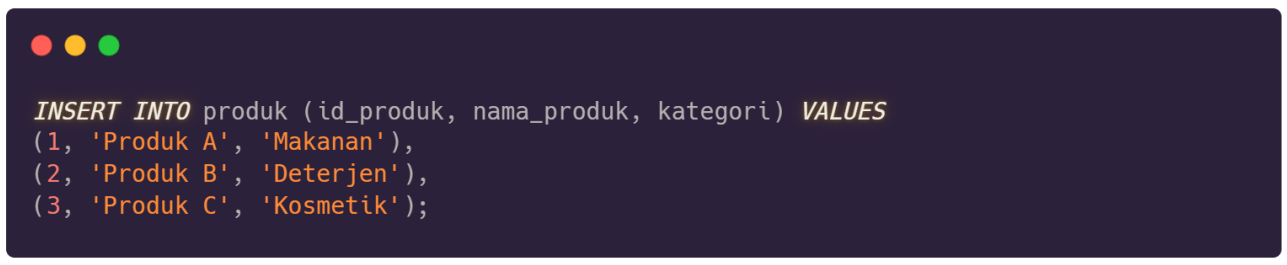 INSERT INTO produk (id_produk, nama_produk, kategori) VALUES
(1, 'Produk A', 'Makanan'),
(2, 'Produk B', 'Deterjen'),
(3, 'Produk C', 'Kosmetik');